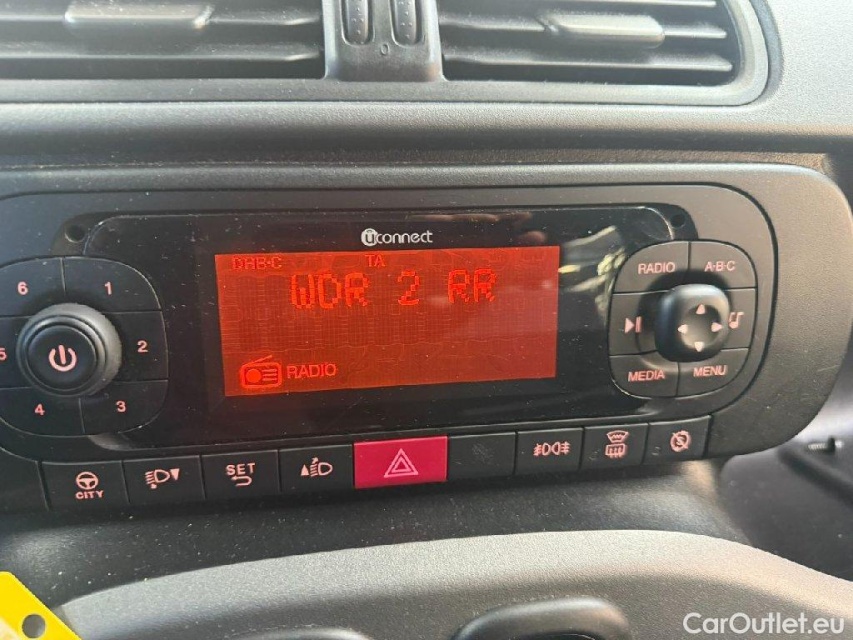 uconnect
DAB-C TA
WDR 2 RR
RADIO
6 1
5 2
4 3
RADIO A·B·C
MEDIA MENU
CITY
SET
CarOutlet.eu